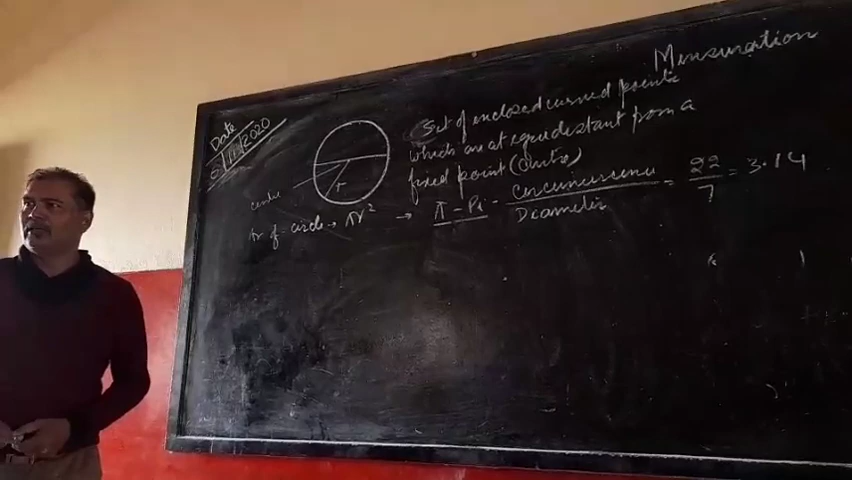 Mensuration
Date
/11/2020
Set of enclosed curved points
which are at equidistant from a
fixed point (Centre)
centre
r
Ar of circle → πr² → π - Pi - Circumference / Diameter = 22/7 = 3.14